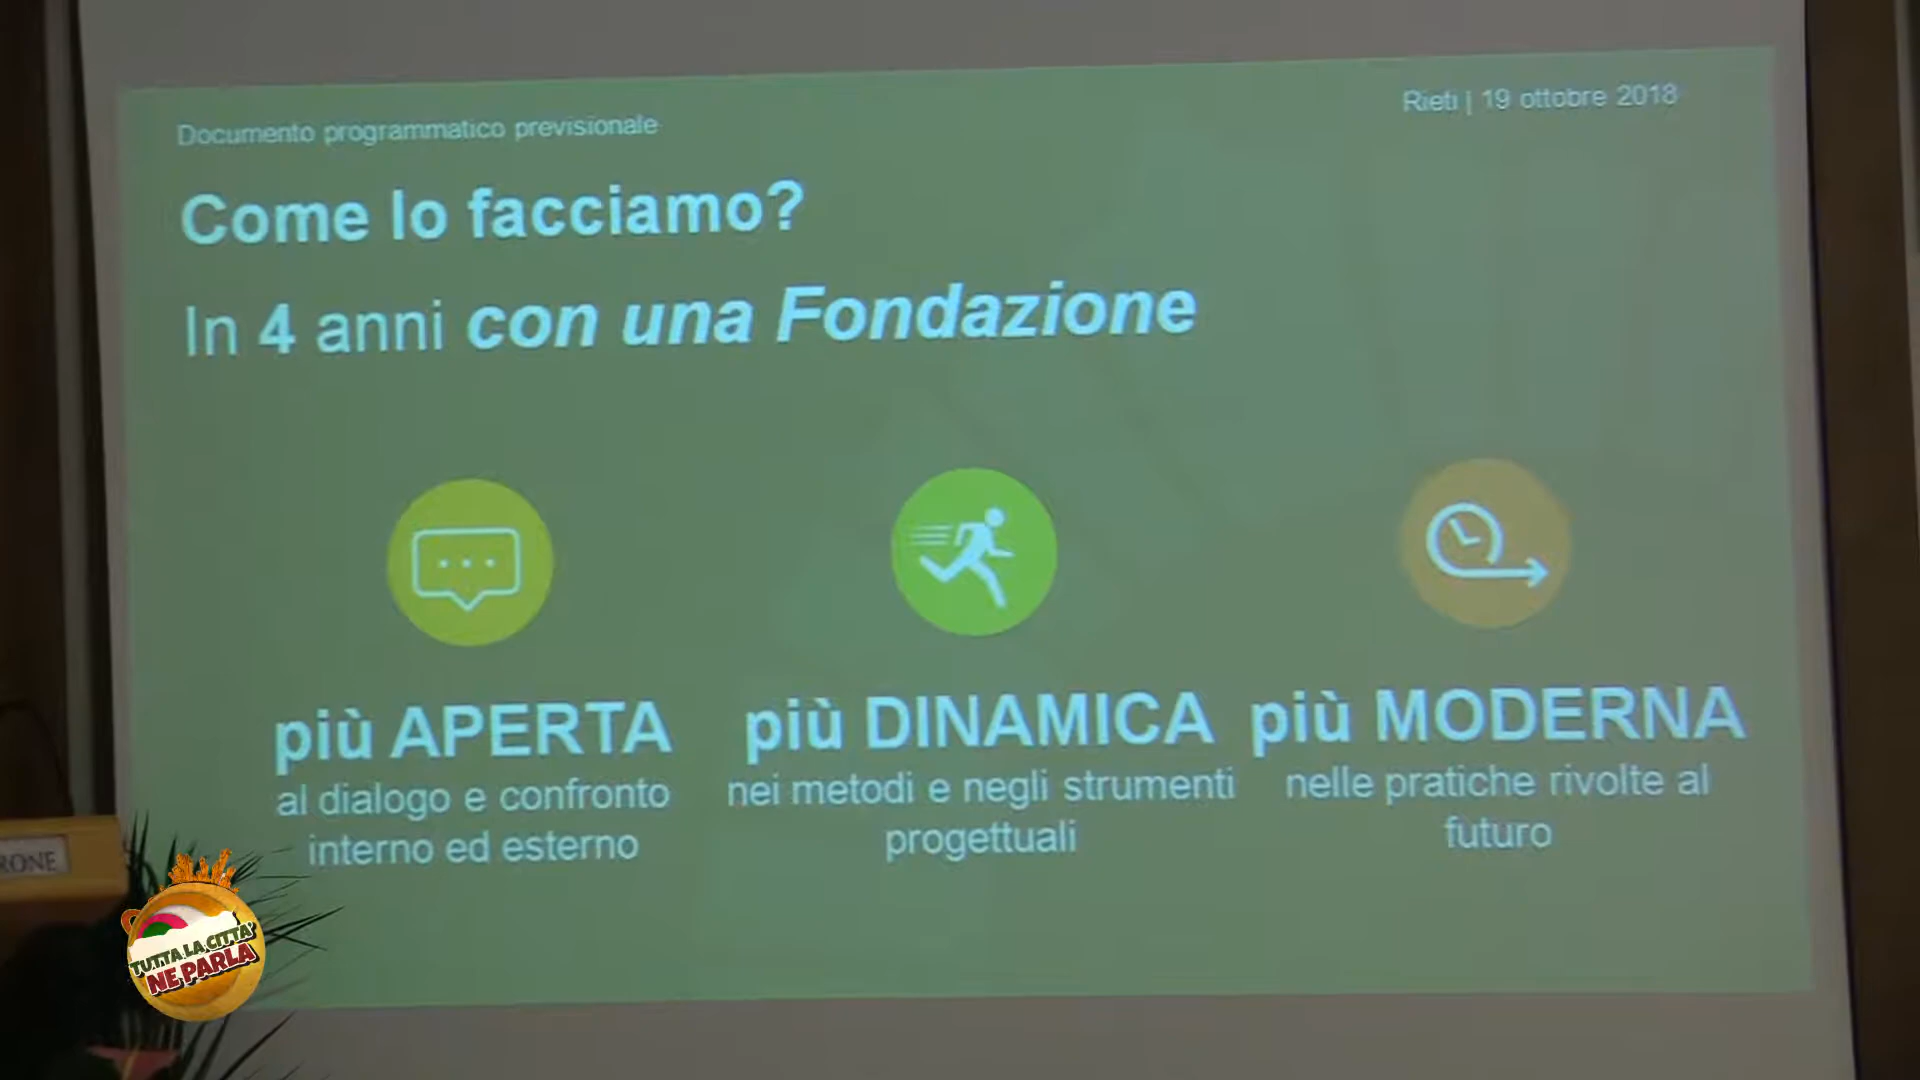 Documento programmatico previsionale
Rieti | 19 ottobre 2018
Come lo facciamo?
In 4 anni con una Fondazione
più APERTA
al dialogo e confronto
interno ed esterno
più DINAMICA
nei metodi e negli strumenti
progettuali
più MODERNA
nelle pratiche rivolte al
futuro
RONE
TUTTA LA CITTA'
NE PARLA